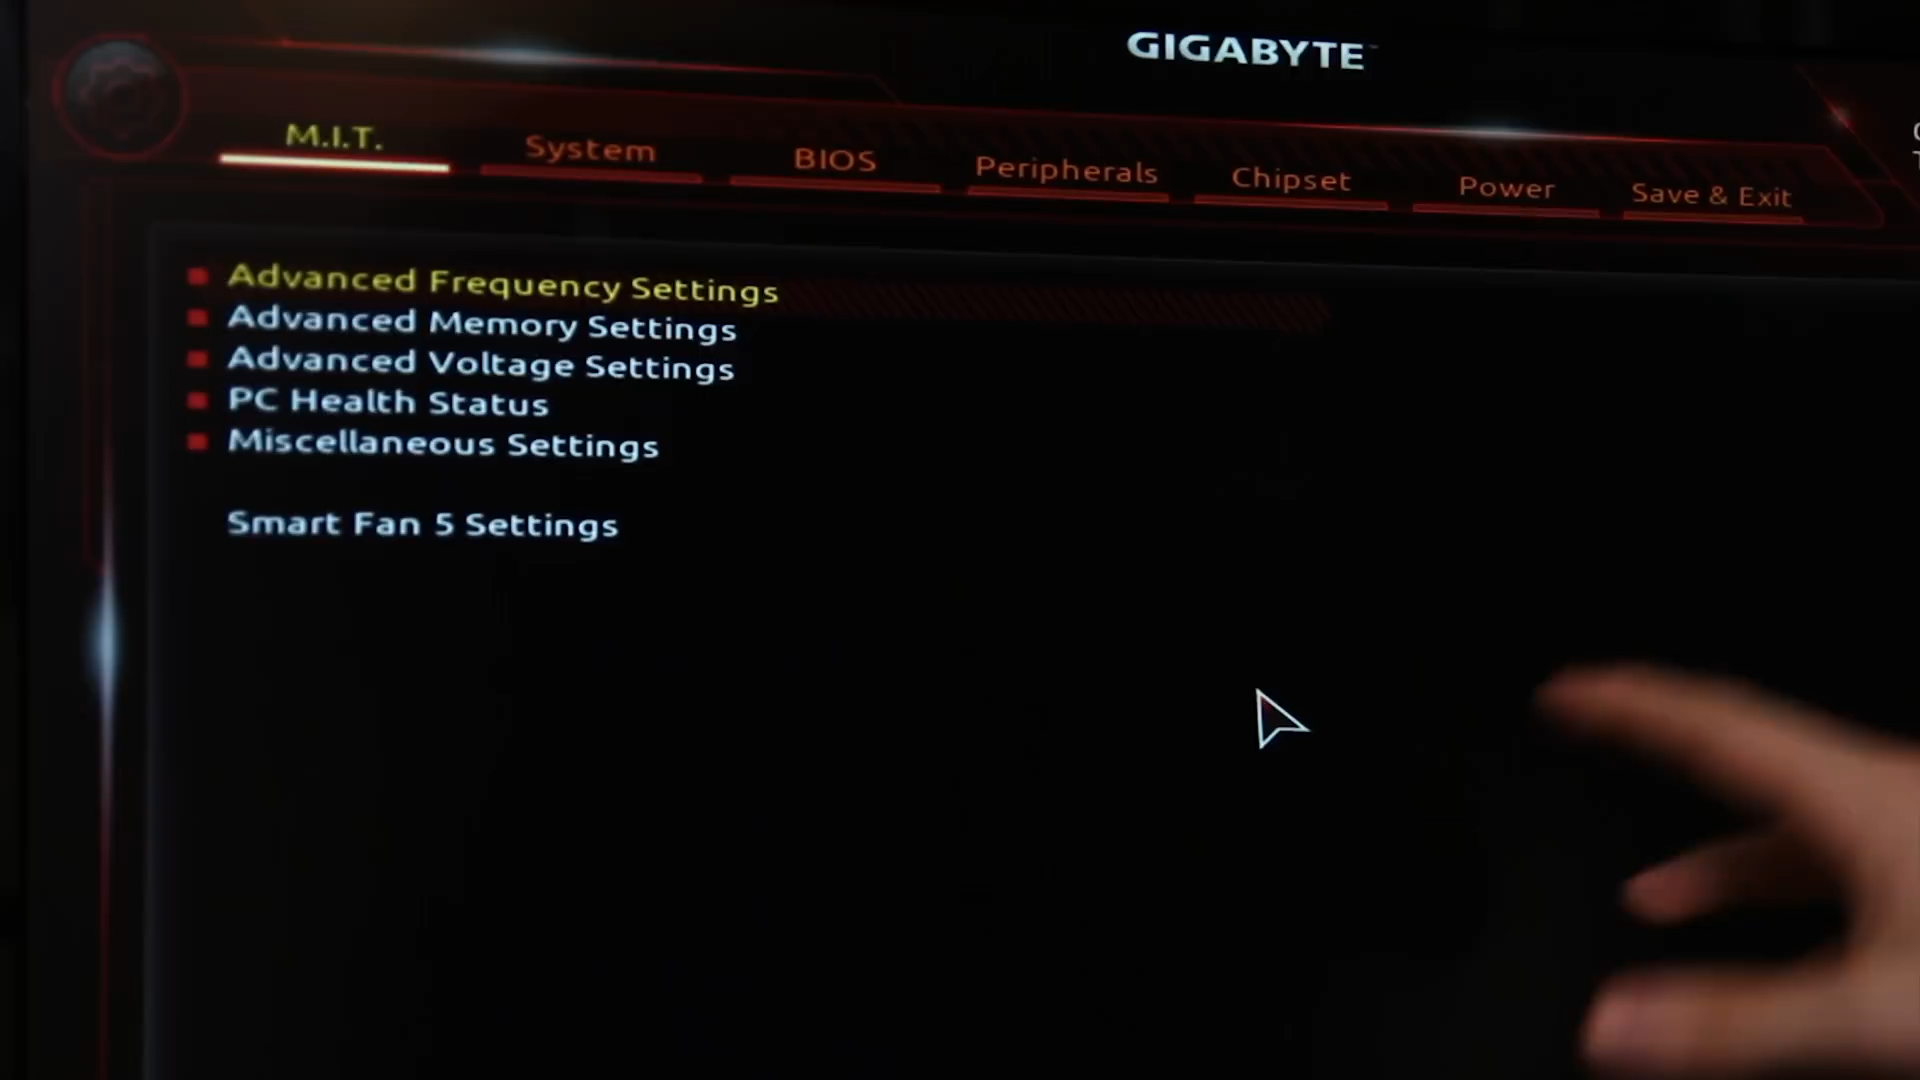 GIGABYTE
M.I.T.
System
BIOS
Peripherals
Chipset
Power
Save & Exit
Advanced Frequency Settings
Advanced Memory Settings
Advanced Voltage Settings
PC Health Status
Miscellaneous Settings
Smart Fan 5 Settings